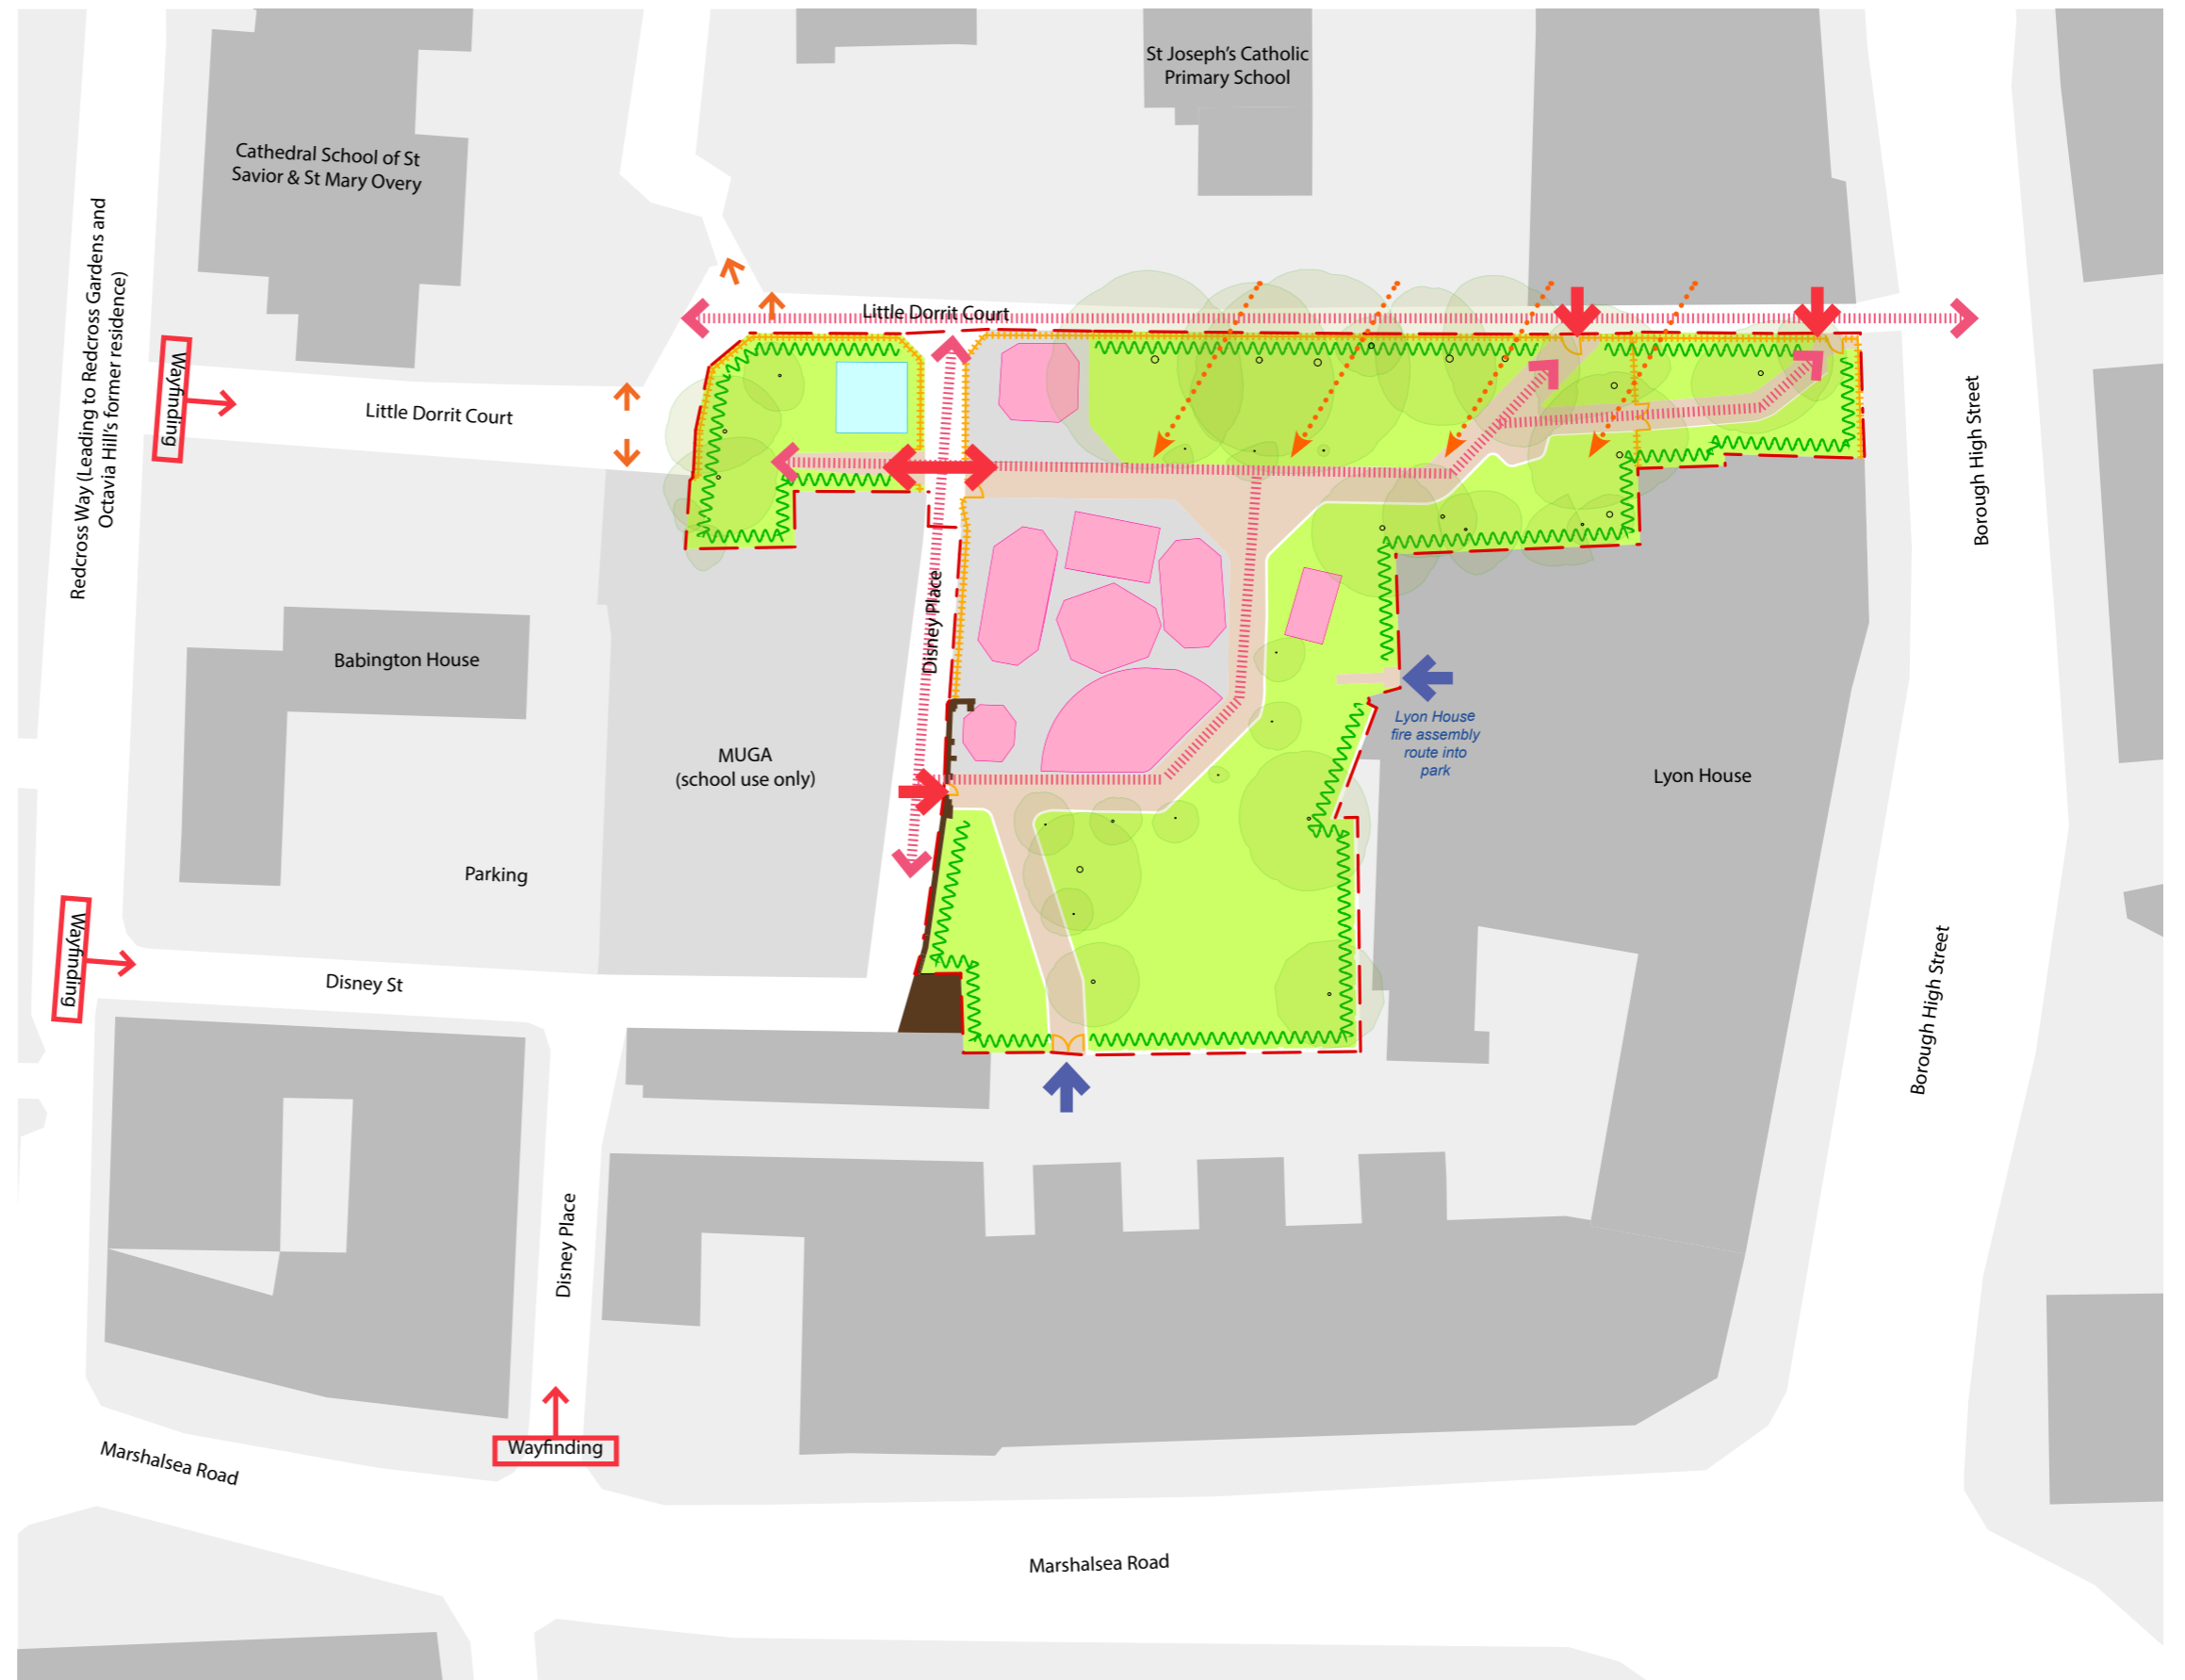 St Joseph's Catholic
Primary School
Cathedral School of St
Savior & St Mary Overy
Redcross Way (Leading to Redcross Gardens and
Octavia Hill's former residence)
Little Dorrit Court
Wayfinding
Little Dorrit Court
Borough High Street
Disney Place
Babington House
Lyon House
fire assembly
route into
park
MUGA
(school use only)
Lyon House
Parking
Wayfinding
Disney St
Borough High Street
Disney Place
Wayfinding
Marshalsea Road
Marshalsea Road